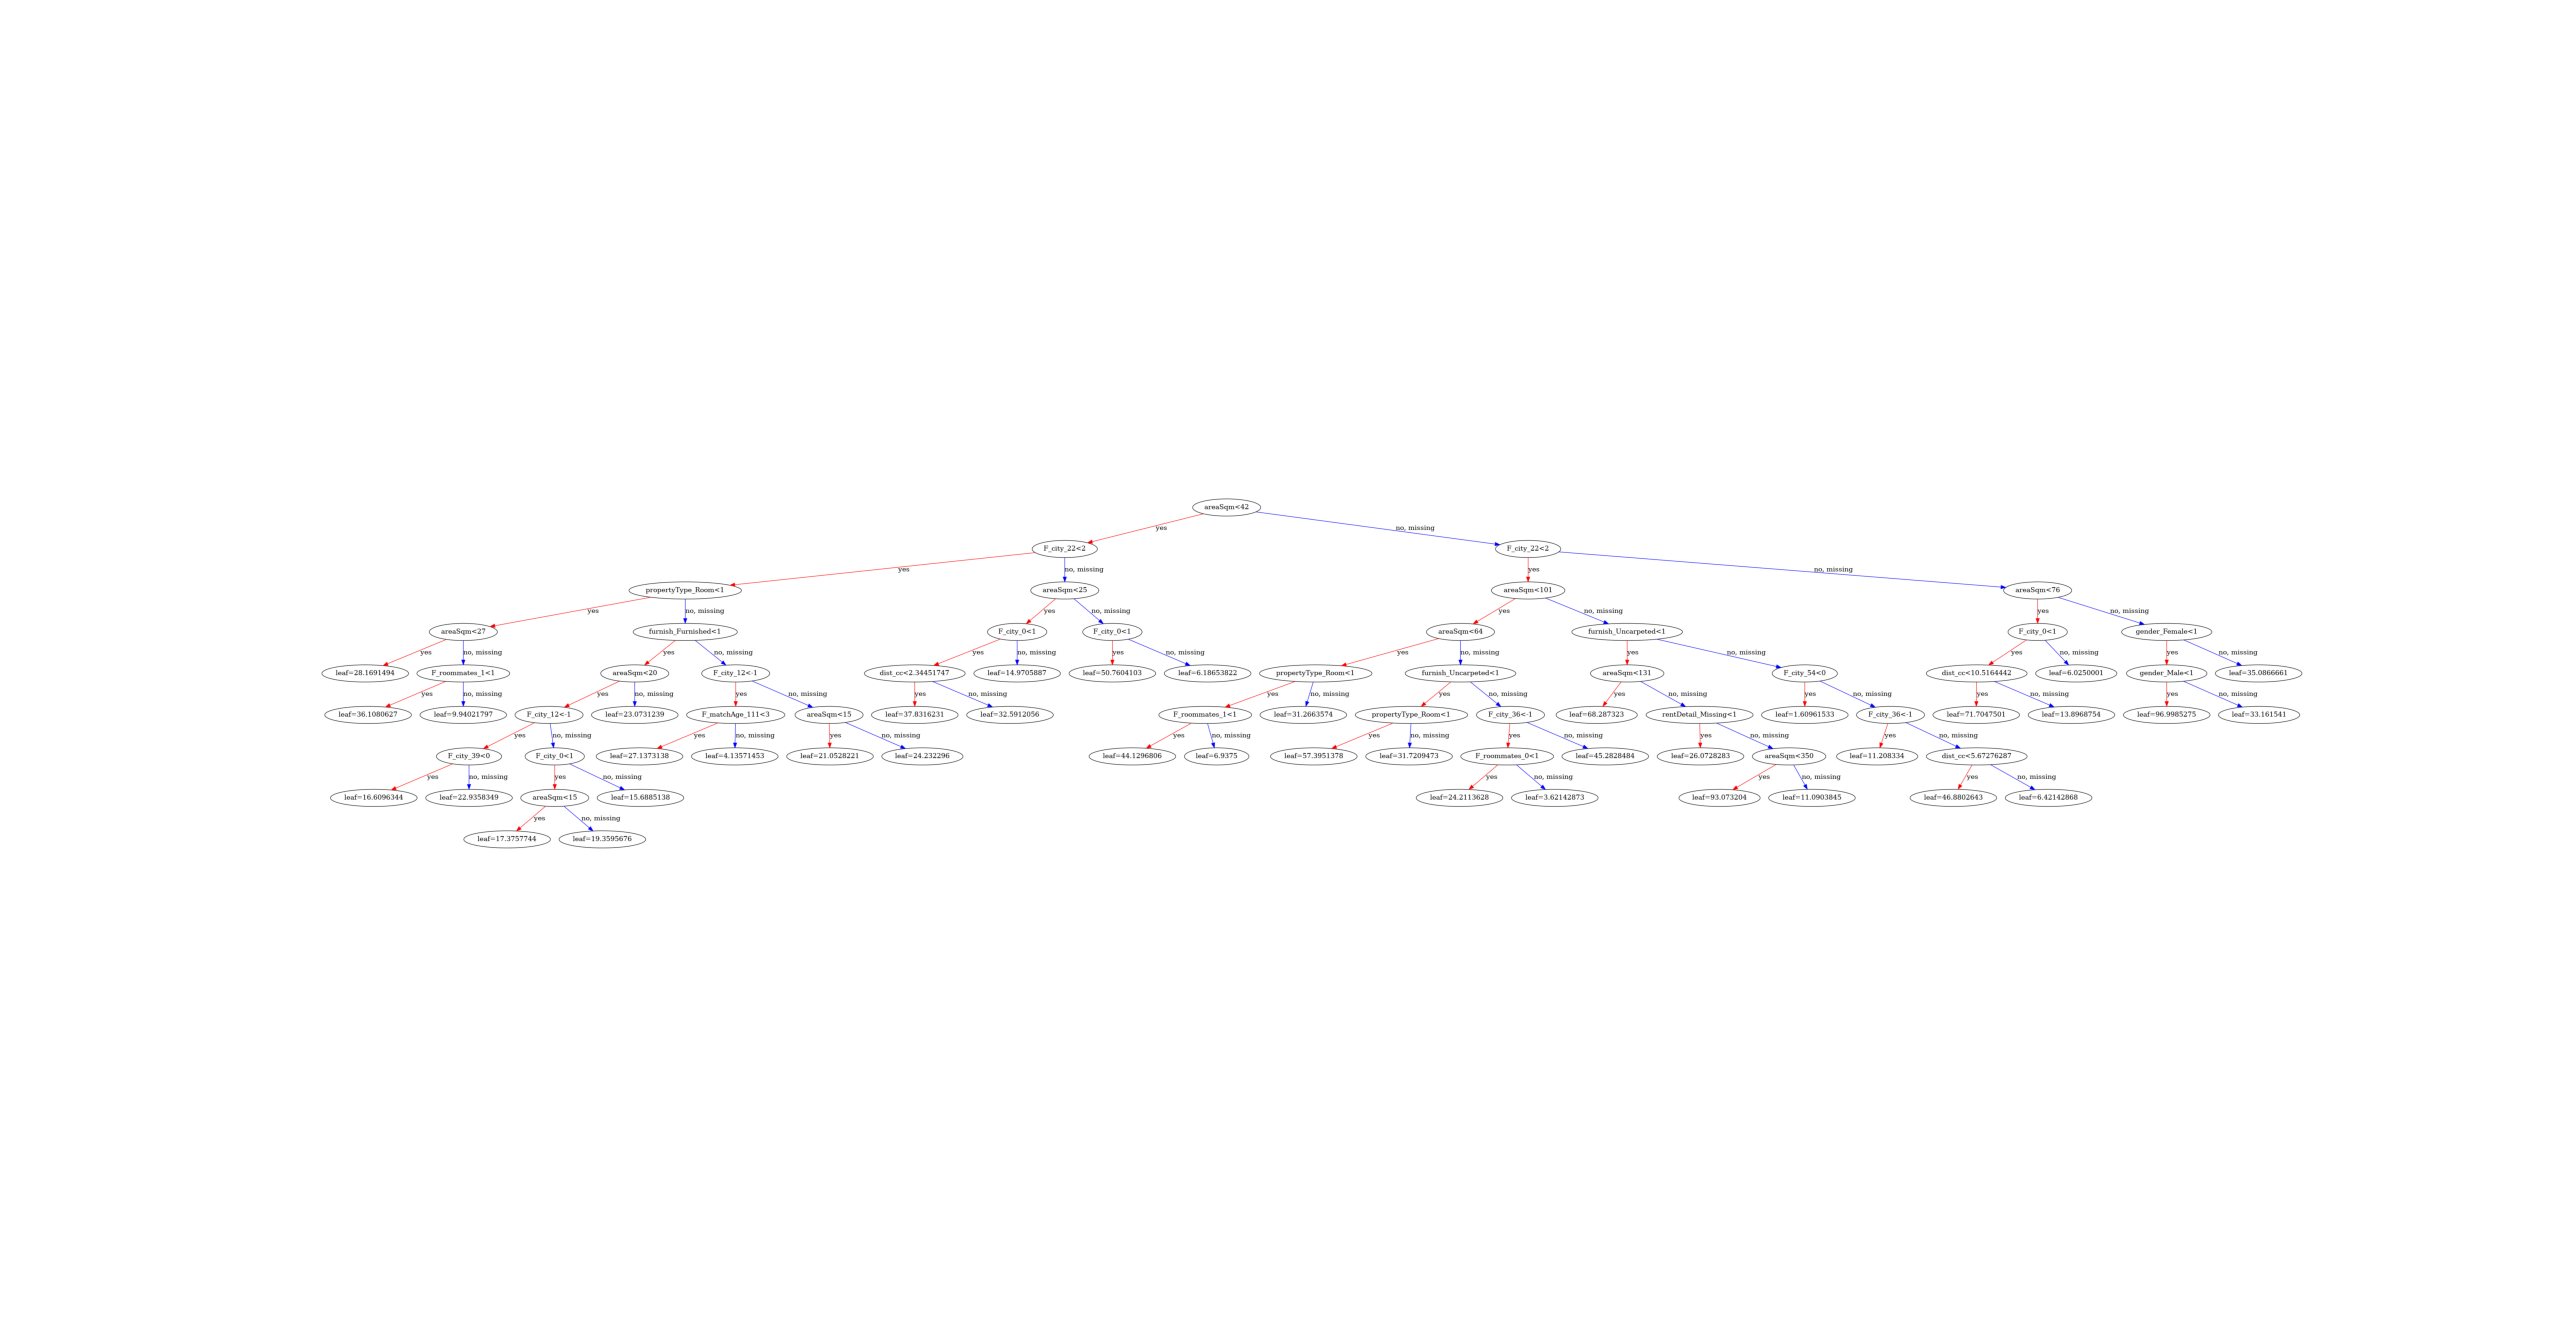 areaSqm<42
yes
no, missing
F_city_22<2
F_city_22<2
yes
no, missing
yes
no, missing
propertyType_Room<1
areaSqm<25
areaSqm<101
areaSqm<76
yes
no, missing
yes
no, missing
yes
no, missing
yes
no, missing
areaSqm<27
furnish_Furnished<1
F_city_0<1
F_city_0<1
areaSqm<64
furnish_Uncarpeted<1
F_city_0<1
gender_Female<1
yes
no, missing
yes
no, missing
yes
no, missing
yes
no, missing
yes
no, missing
yes
no, missing
yes
no, missing
yes
no, missing
leaf=28.1691494
F_roommates_1<1
areaSqm<20
F_city_12<-1
dist_cc<2.34451747
leaf=14.9705887
leaf=50.7604103
leaf=6.18653822
propertyType_Room<1
furnish_Uncarpeted<1
areaSqm<131
F_city_54<0
dist_cc<10.5164442
leaf=6.0250001
gender_Male<1
leaf=35.0866661
yes
no, missing
yes
no, missing
yes
no, missing
yes
no, missing
yes
no, missing
yes
no, missing
yes
no, missing
yes
no, missing
yes
no, missing
yes
no, missing
leaf=36.1080627
leaf=9.94021797
F_city_12<-1
leaf=23.0731239
F_matchAge_111<3
areaSqm<15
leaf=37.8316231
leaf=32.5912056
F_roommates_1<1
leaf=31.2663574
propertyType_Room<1
F_city_36<-1
leaf=68.287323
rentDetail_Missing<1
leaf=1.60961533
F_city_36<-1
leaf=71.7047501
leaf=13.8968754
leaf=96.9985275
leaf=33.161541
yes
no, missing
yes
no, missing
yes
no, missing
yes
no, missing
yes
no, missing
yes
no, missing
yes
no, missing
yes
no, missing
F_city_39<0
F_city_0<1
leaf=27.1373138
leaf=4.13571453
leaf=21.0528221
leaf=24.232296
leaf=44.1296806
leaf=6.9375
leaf=57.3951378
leaf=31.7209473
F_roommates_0<1
leaf=45.2828484
leaf=26.0728283
areaSqm<350
leaf=11.208334
dist_cc<5.67276287
yes
no, missing
yes
no, missing
yes
no, missing
yes
no, missing
yes
no, missing
leaf=16.6096344
leaf=22.9358349
areaSqm<15
leaf=15.6885138
leaf=24.2113628
leaf=3.62142873
leaf=93.073204
leaf=11.0903845
leaf=46.8802643
leaf=6.42142868
yes
no, missing
leaf=17.3757744
leaf=19.3595676